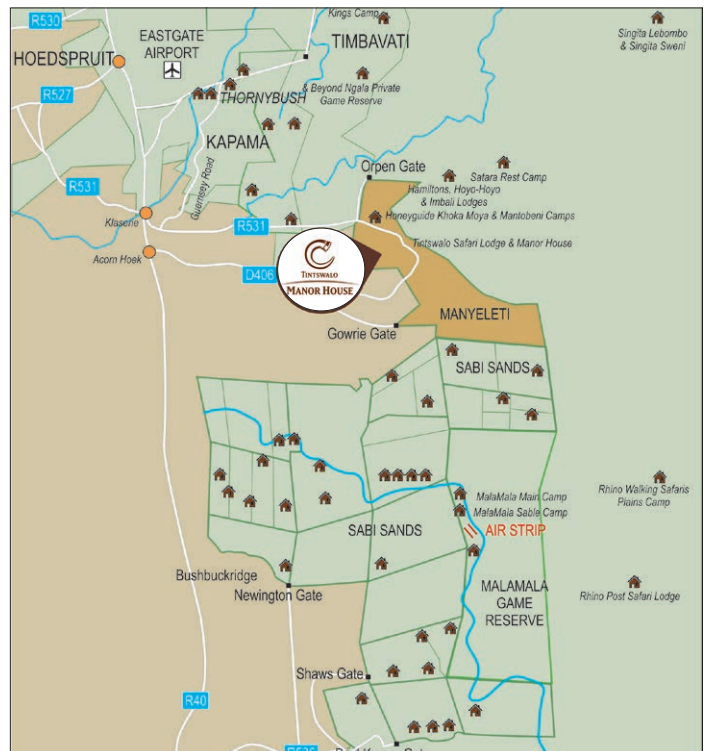 R530
Kings Camp
Singita Lebombo
& Singita Sweni
EASTGATE
AIRPORT
TIMBAVATI
HOEDSPRUIT
& Beyond Ngala Private
Game Reserve
R527
THORNYBUSH
KAPAMA
Orpen Gate
Satara Rest Camp
R531
Guernsey Road
Hamiltons, Hoyo-Hoyo
& Imbali Lodges
Honeyguide Khoka Moya & Mantobeni Camps
Klaserie
R531
Tintswalo Safari Lodge & Manor House
Acorn Hoek
D406
TINTSWALO
MANOR HOUSE
MANYELETI
Gowrie Gate
SABI SANDS
MalaMala Main Camp
MalaMala Sable Camp
Rhino Walking Safaris
Plains Camp
SABI SANDS
AIR STRIP
Bushbuckridge
Newington Gate
MALAMALA
GAME
RESERVE
Rhino Post Safari Lodge
Shaws Gate
R40